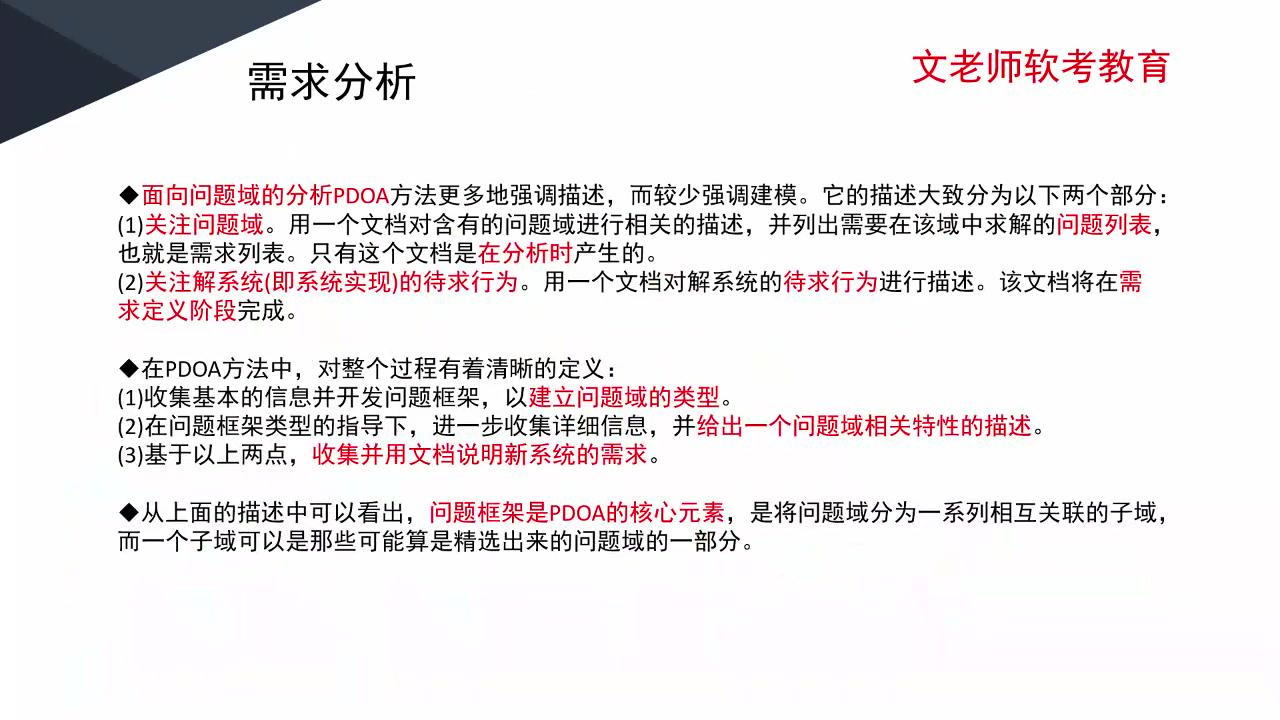 需求分析
文老师软考教育
◆面向问题域的分析PDOA方法更多地强调描述，而较少强调建模。它的描述大致分为以下两个部分：
(1)关注问题域。用一个文档对含有的问题域进行相关的描述，并列出需要在该域中求解的问题列表，
也就是需求列表。只有这个文档是在分析时产生的。
(2)关注解系统(即系统实现)的待求行为。用一个文档对解系统的待求行为进行描述。该文档将在需
求定义阶段完成。
◆在PDOA方法中，对整个过程有着清晰的定义：
(1)收集基本的信息并开发问题框架，以建立问题域的类型。
(2)在问题框架类型的指导下，进一步收集详细信息，并给出一个问题域相关特性的描述。
(3)基于以上两点，收集并用文档说明新系统的需求。
◆从上面的描述中可以看出，问题框架是PDOA的核心元素，是将问题域分为一系列相互关联的子域，
而一个子域可以是那些可能算是精选出来的问题域的一部分。